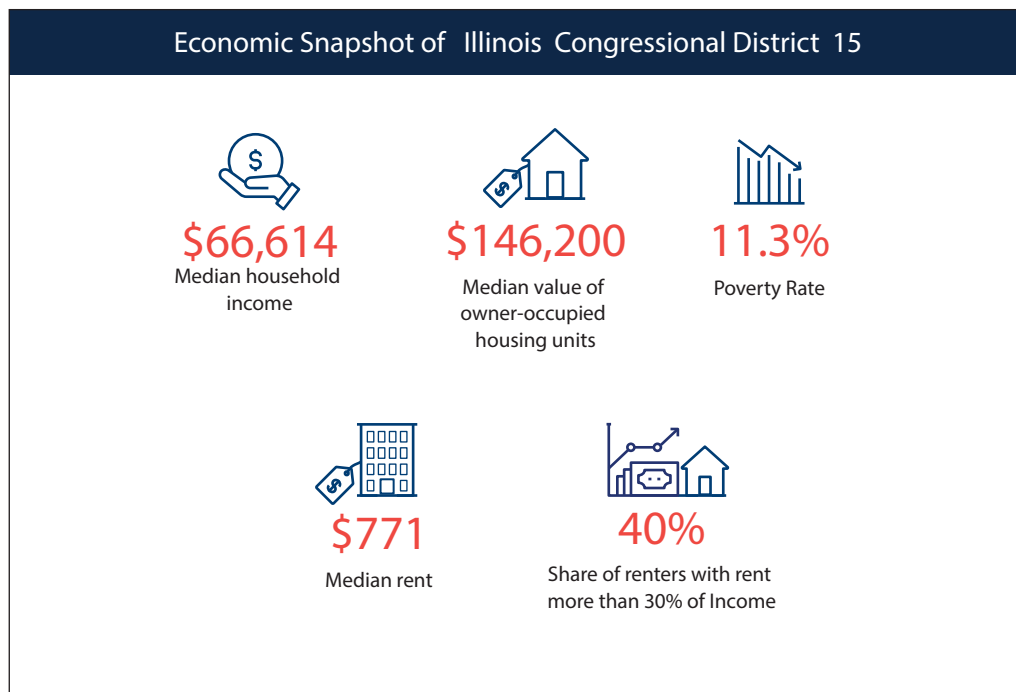 Economic Snapshot of Illinois Congressional District 15
$
$
$66,614
Median household
income
$146,200
Median value of
owner-occupied
housing units
11.3%
Poverty Rate
$
$771
Median rent
40%
Share of renters with rent
more than 30% of Income